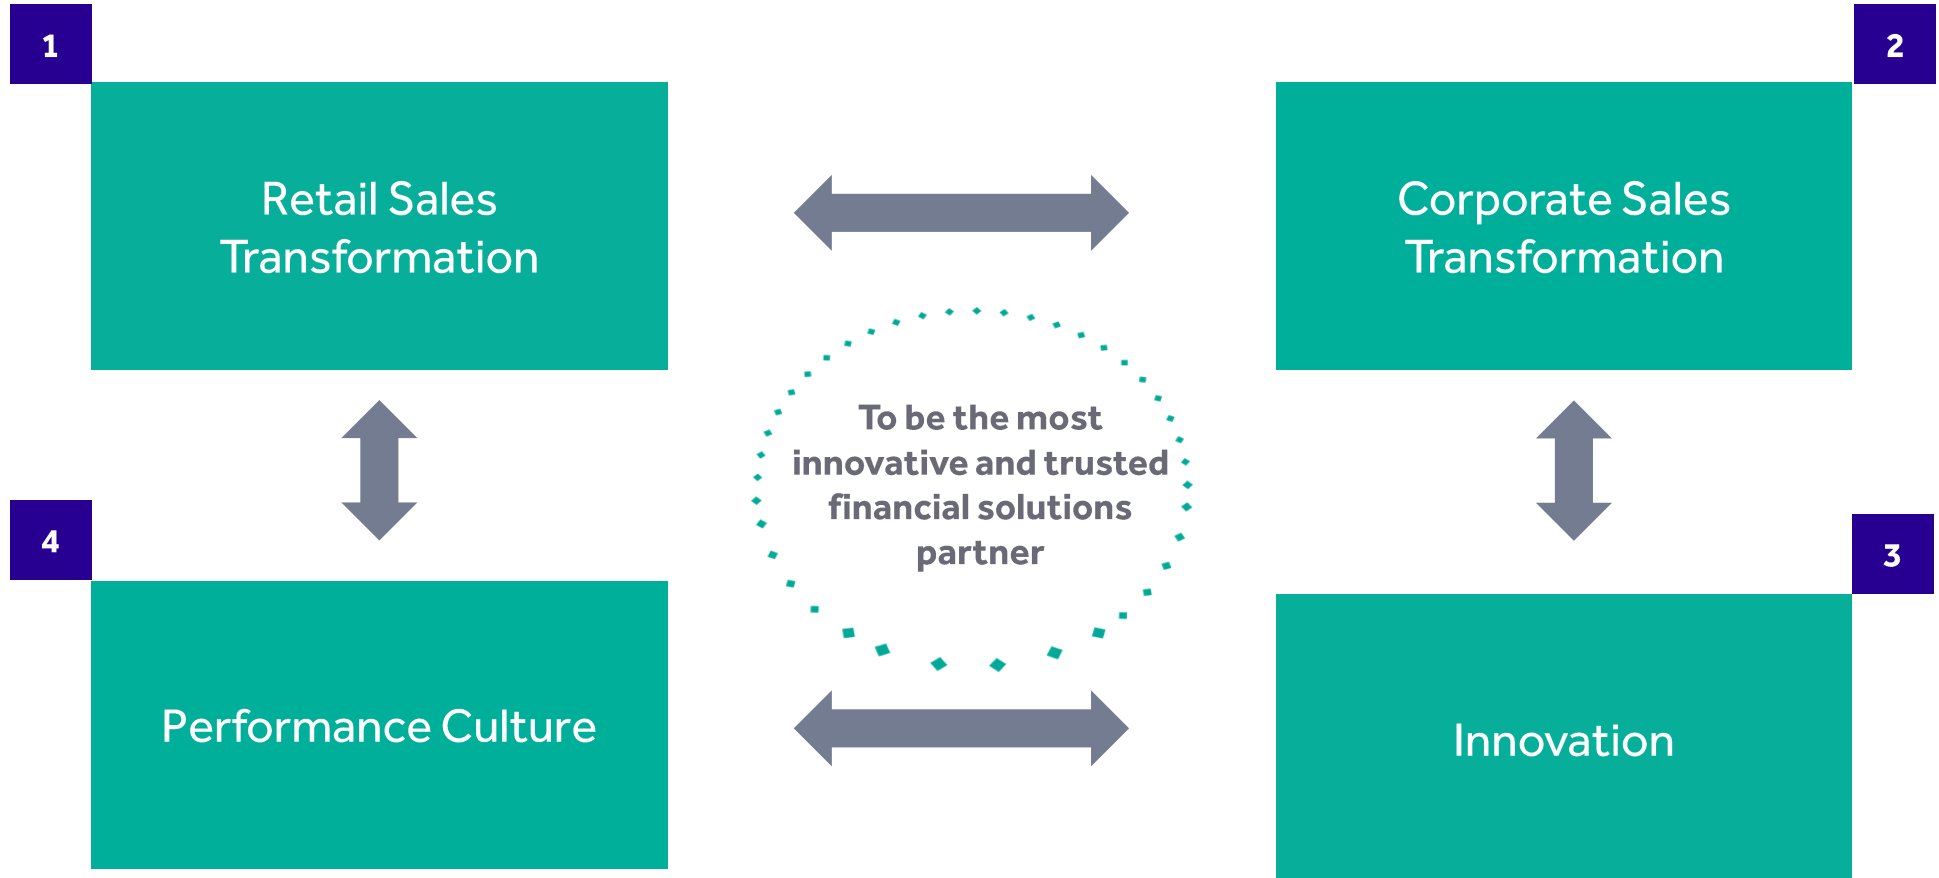 1
Retail Sales
Transformation
2
Corporate Sales
Transformation
To be the most
innovative and trusted
financial solutions
partner
4
Performance Culture
3
Innovation